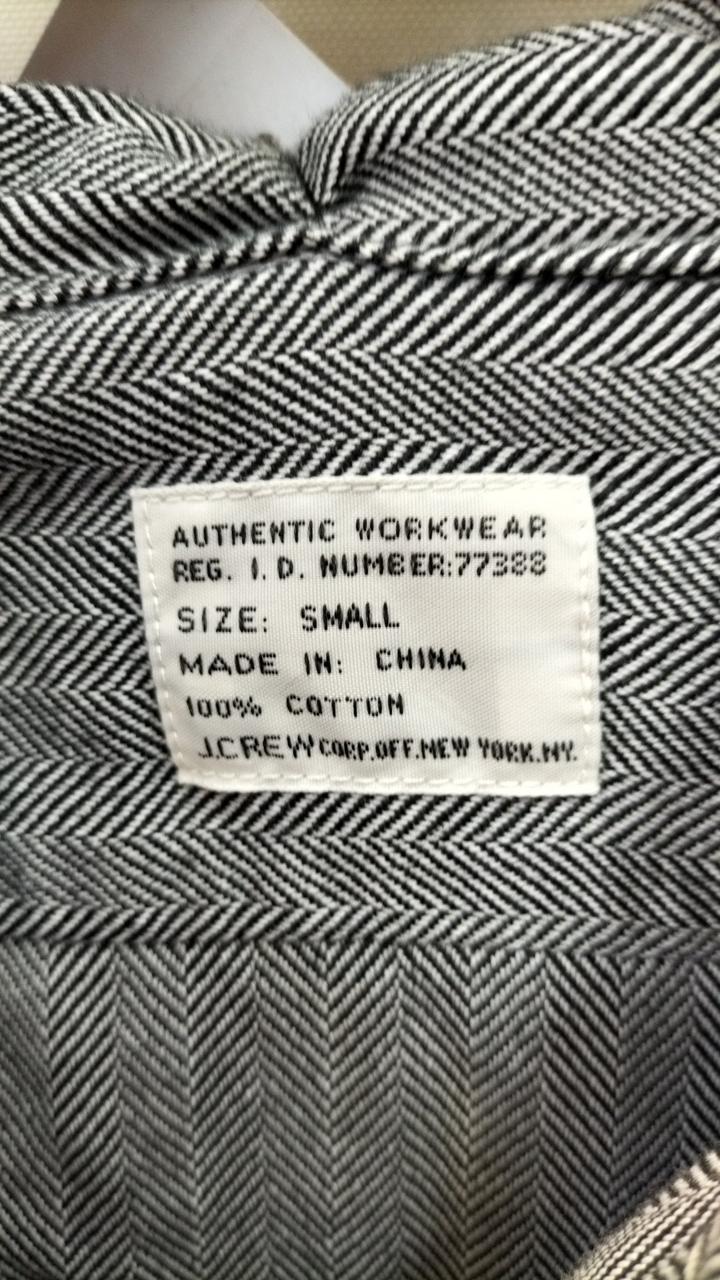 AUTHENTIC WORKWEAR
REG. I.D. NUMBER:77388
SIZE: SMALL
MADE IN: CHINA
100% COTTON
J.CREW CORP.OFF.NEW YORK.NY.